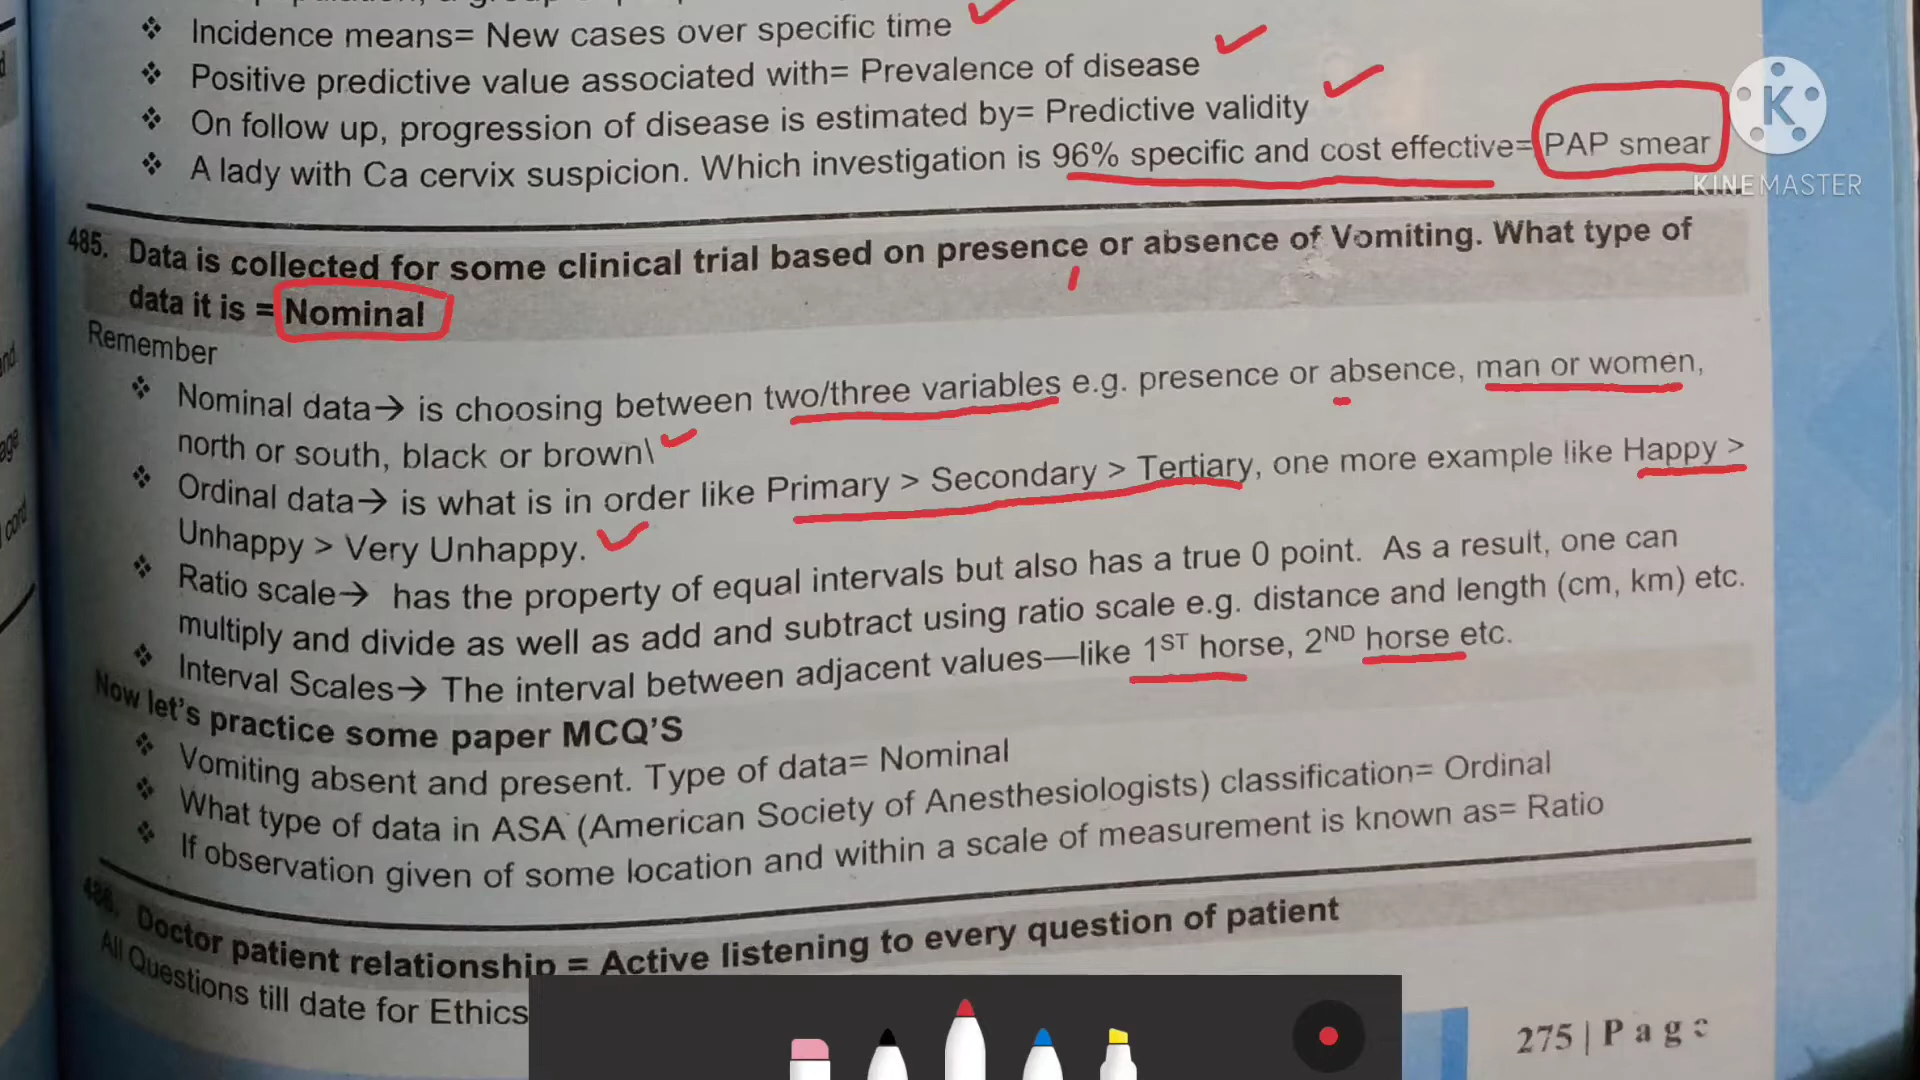 Incidence means= New cases over specific time
Positive predictive value associated with= Prevalence of disease
On follow up, progression of disease is estimated by= Predictive validity
A lady with Ca cervix suspicion. Which investigation is 96% specific and cost effective= PAP smear
K
KINEMASTER
485. Data is collected for some clinical trial based on presence or absence of Vomiting. What type of
data it is = Nominal
Remember
Nominal data→ is choosing between two/three variables e.g. presence or absence, man or women,
north or south, black or brown\
Ordinal data→ is what is in order like Primary > Secondary > Tertiary, one more example like Happy >
Unhappy > Very Unhappy.
Ratio scale→ has the property of equal intervals but also has a true 0 point. As a result, one can
multiply and divide as well as add and subtract using ratio scale e.g. distance and length (cm, km) etc.
Interval Scales→ The interval between adjacent values—like 1ST horse, 2ND horse etc.
Now let's practice some paper MCQ'S
Vomiting absent and present. Type of data= Nominal
What type of data in ASA (American Society of Anesthesiologists) classification= Ordinal
If observation given of some location and within a scale of measurement is known as= Ratio
486. Doctor patient relationship = Active listening to every question of patient
All Questions till date for Ethics
275 | Page